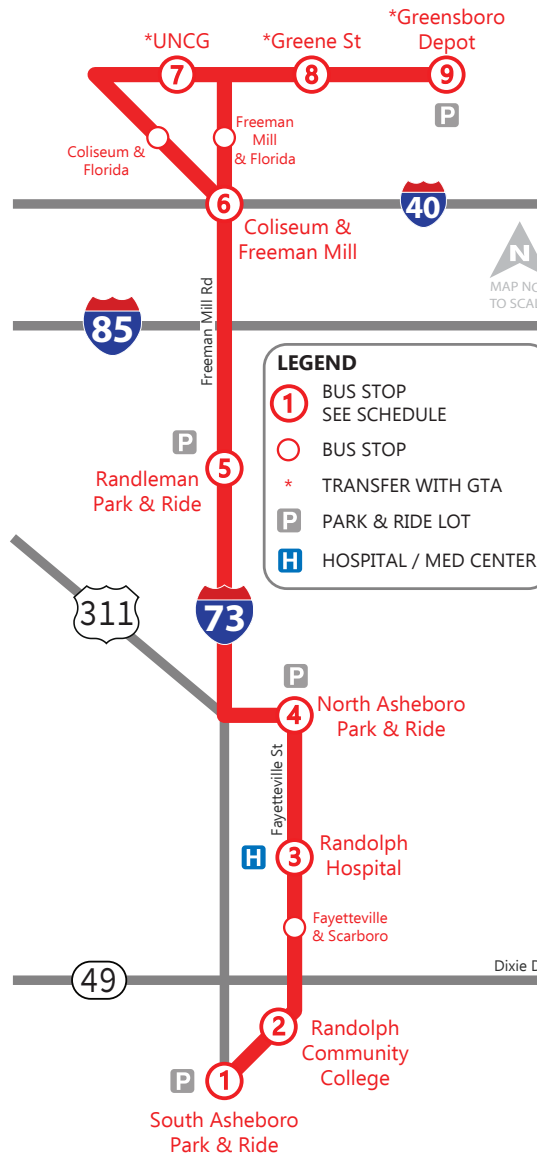 *Greensboro
Depot
*UNCG
*Greene St
7
8
9
P
Coliseum &
Florida
Freeman
Mill
& Florida
6
40
Coliseum &
Freeman Mill
N
MAP
TO
85
Freeman Mill Rd
LEGEND
1
BUS STOP
SEE SCHEDULE
BUS STOP
* TRANSFER WITH GTA
P PARK & RIDE LOT
H HOSPITAL / MED CENTER
P
5
Randleman
Park & Ride
311
73
P
4
North Asheboro
Park & Ride
Fayetteville St
H
3
Randolph
Hospital
Fayetteville
& Scarboro
49
Dixie
2
Randolph
Community
College
P
1
South Asheboro
Park & Ride